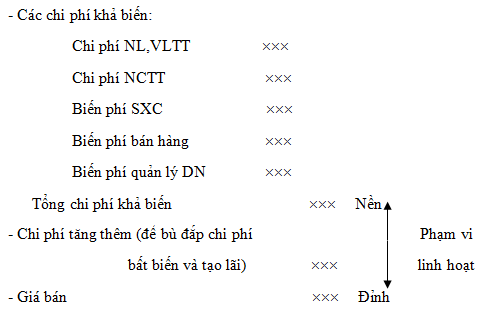 - Các chi phí khả biến:
Chi phí NL,VLTT ×××
Chi phí NCTT ×××
Biến phí SXC ×××
Biến phí bán hàng ×××
Biến phí quản lý DN ×××
Tổng chi phí khả biến ××× Nền
- Chi phí tăng thêm (để bù đắp chi phí Phạm vi
bất biến và tạo lãi) ××× linh hoạt
- Giá bán ××× Đỉnh